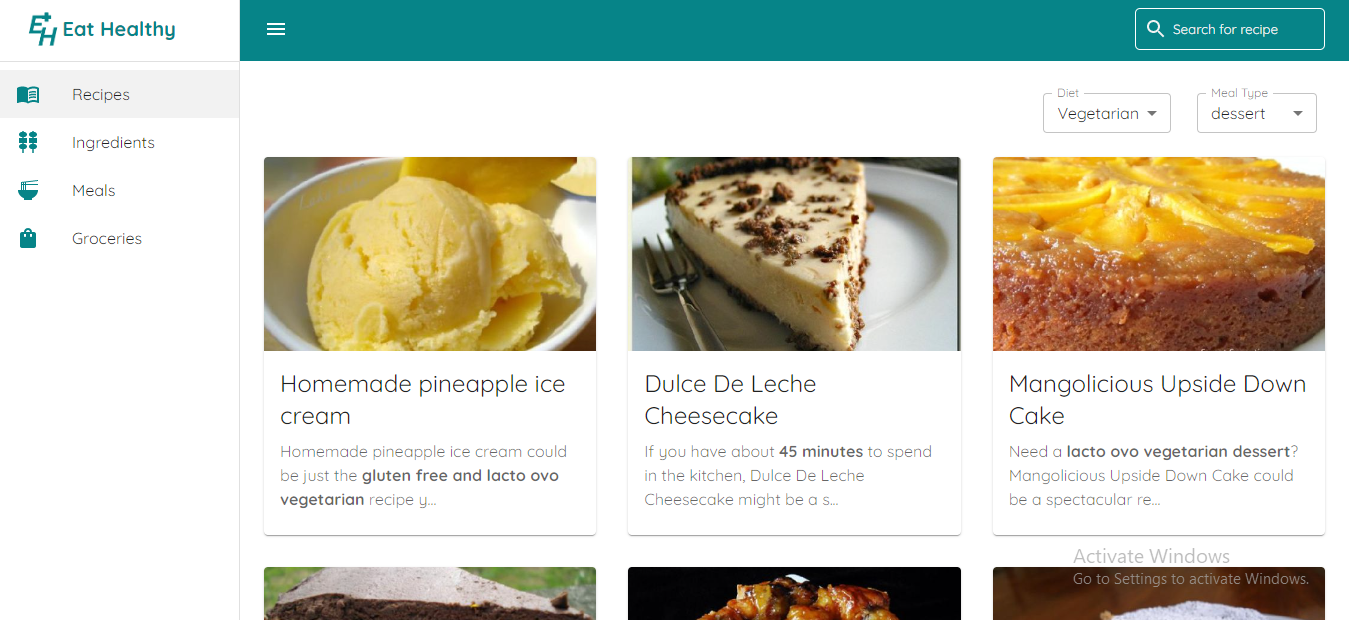 EH Eat Healthy
Search for recipe
Recipes
Ingredients
Meals
Groceries
Diet
Vegetarian
Meal Type
dessert
Homemade pineapple ice
cream
Homemade pineapple ice cream could
be just the gluten free and lacto ovo
vegetarian recipe y...
Dulce De Leche
Cheesecake
If you have about 45 minutes to spend
in the kitchen, Dulce De Leche
Cheesecake might be a s...
Mangolicious Upside Down
Cake
Need a lacto ovo vegetarian dessert?
Mangolicious Upside Down Cake could
be a spectacular re...
Activate Windows
Go to Settings to activate Windows.